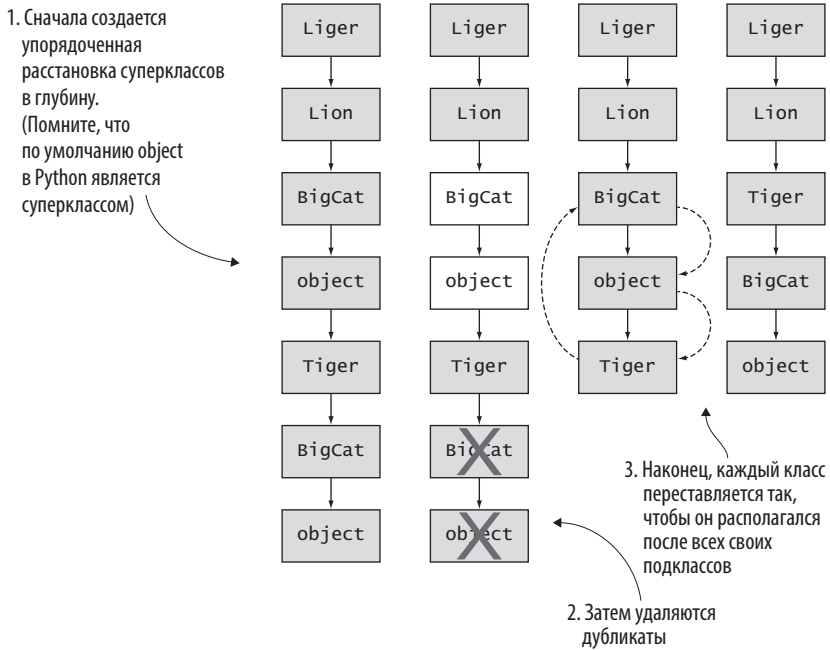 1. Сначала создается
упорядоченная
расстановка суперклассов
в глубину.
(Помните, что
по умолчанию object
в Python является
суперклассом)
Liger
Lion
BigCat
object
Tiger
BigCat
object
Liger
Lion
BigCat
object
Tiger
BigCat
object
Liger
Lion
BigCat
object
Tiger
Liger
Lion
Tiger
BigCat
object
3. Наконец, каждый класс
переставляется так,
чтобы он располагался
после всех своих
подклассов
2. Затем удаляются
дубликаты